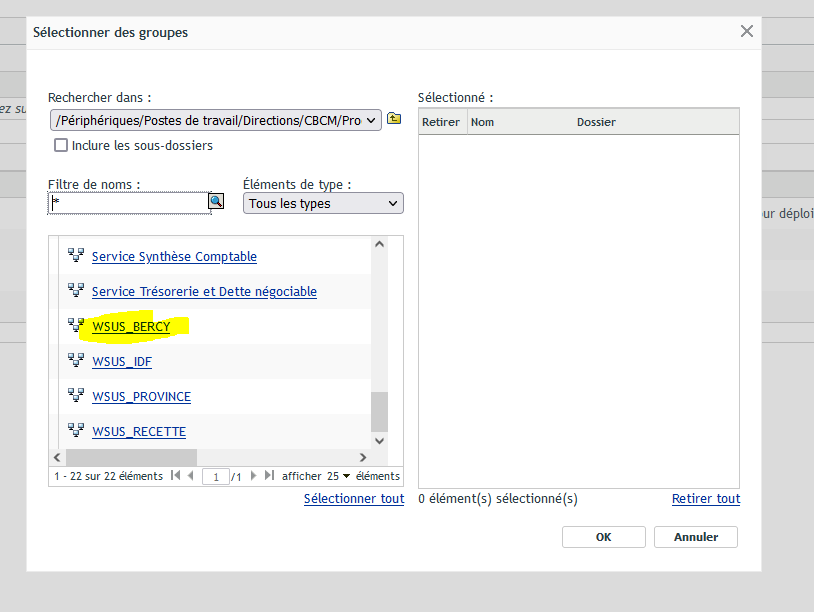 Sélectionner des groupes
ez su
Rechercher dans :
/Périphériques/Postes de travail/Directions/CBCM/Pro
Inclure les sous-dossiers
Filtre de noms :
*
Éléments de type :
Tous les types
Service Synthèse Comptable
Service Trésorerie et Dette négociable
WSUS_BERCY
WSUS_IDF
WSUS_PROVINCE
WSUS_RECETTE
1 - 22 sur 22 éléments 1 /1 afficher 25 éléments
Sélectionner tout
Sélectionné :
Retirer Nom Dossier
ur déploi
0 élément(s) sélectionné(s)
Retirer tout
OK
Annuler